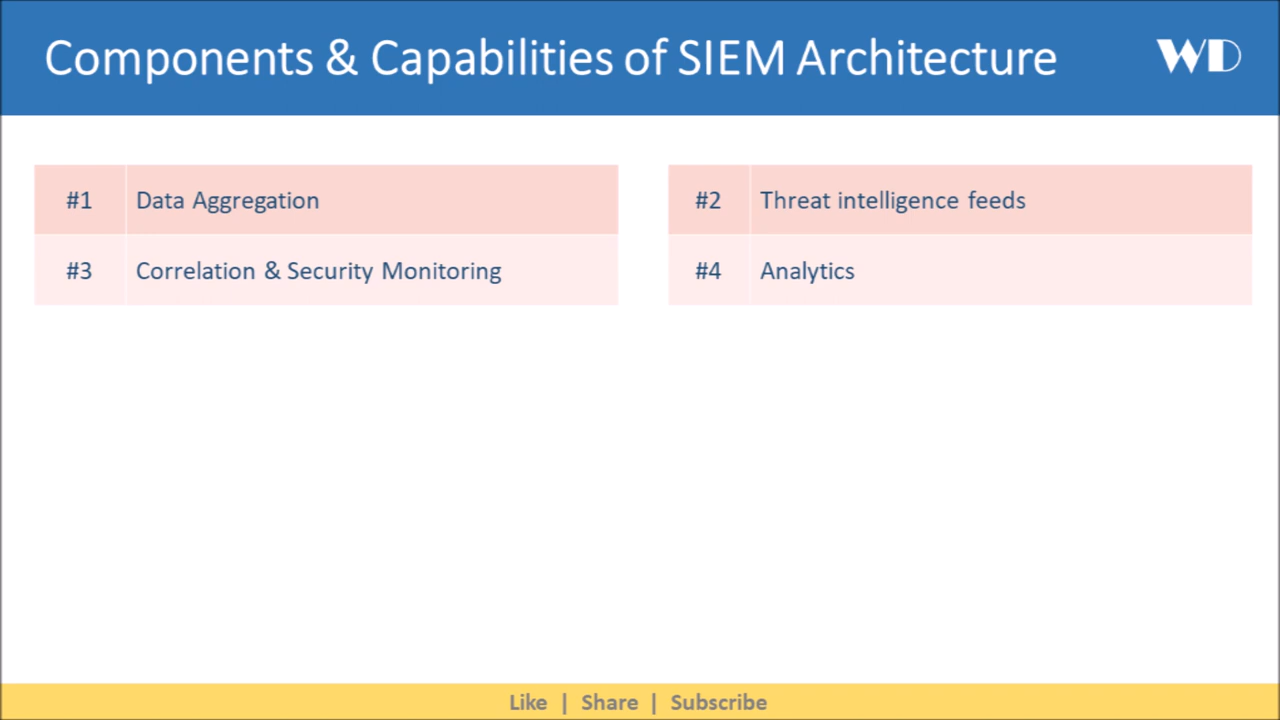 Components & Capabilities of SIEM Architecture
WD
#1 Data Aggregation
#2 Threat intelligence feeds
#3 Correlation & Security Monitoring
#4 Analytics
Like | Share | Subscribe